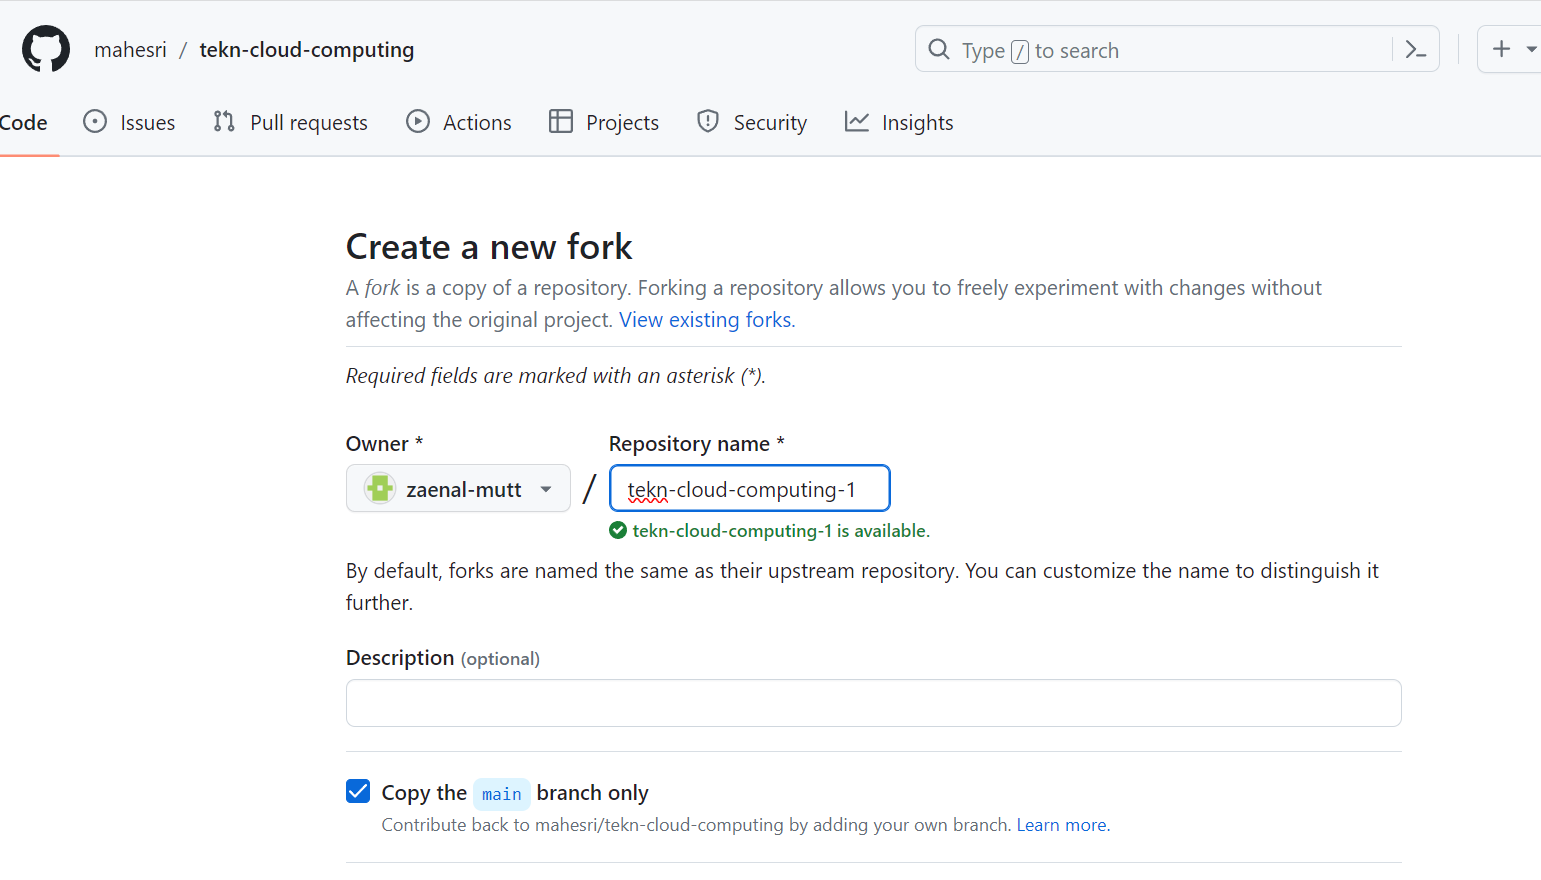 mahesri / tekn-cloud-computing
Type / to search
Code Issues Pull requests Actions Projects Security Insights
Create a new fork
A fork is a copy of a repository. Forking a repository allows you to freely experiment with changes without
affecting the original project. View existing forks.
Required fields are marked with an asterisk (*).
Owner * Repository name *
zaenal-mutt / tekn-cloud-computing-1
tekn-cloud-computing-1 is available.
By default, forks are named the same as their upstream repository. You can customize the name to distinguish it
further.
Description (optional)
Copy the main branch only
Contribute back to mahesri/tekn-cloud-computing by adding your own branch. Learn more.